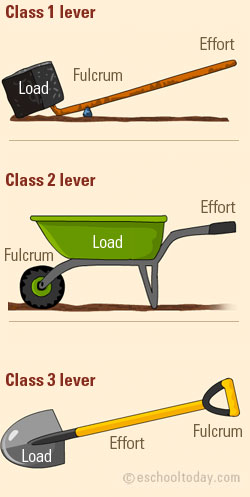 Class 1 lever
Effort
Fulcrum
Load
Class 2 lever
Effort
Load
Fulcrum
Class 3 lever
Fulcrum
Effort
Load
©eschooltoday.com